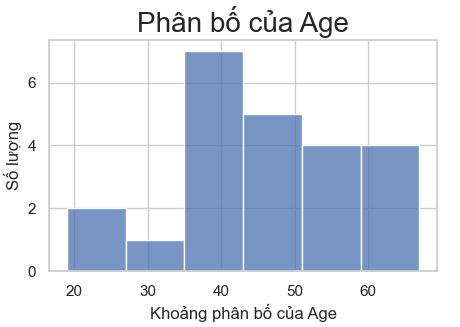 Phân bố của Age
6
4
2
0
Số lượng
20 30 40 50 60
Khoảng phân bố của Age